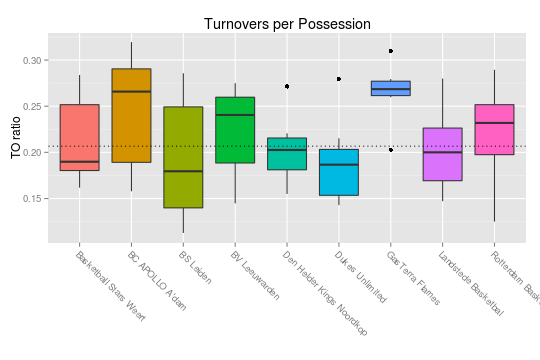 Turnovers per Possession
TO ratio
0.30
0.25
0.20
0.15
Basketball Stars Weert
BC APOLLO A'dam
BS Leiden
BV Leeuwarden
Den Helder Kings Noordkop
Dukes Unlimited
GasTerra Flames
Landstede Basketbal
Rotterdam Bask